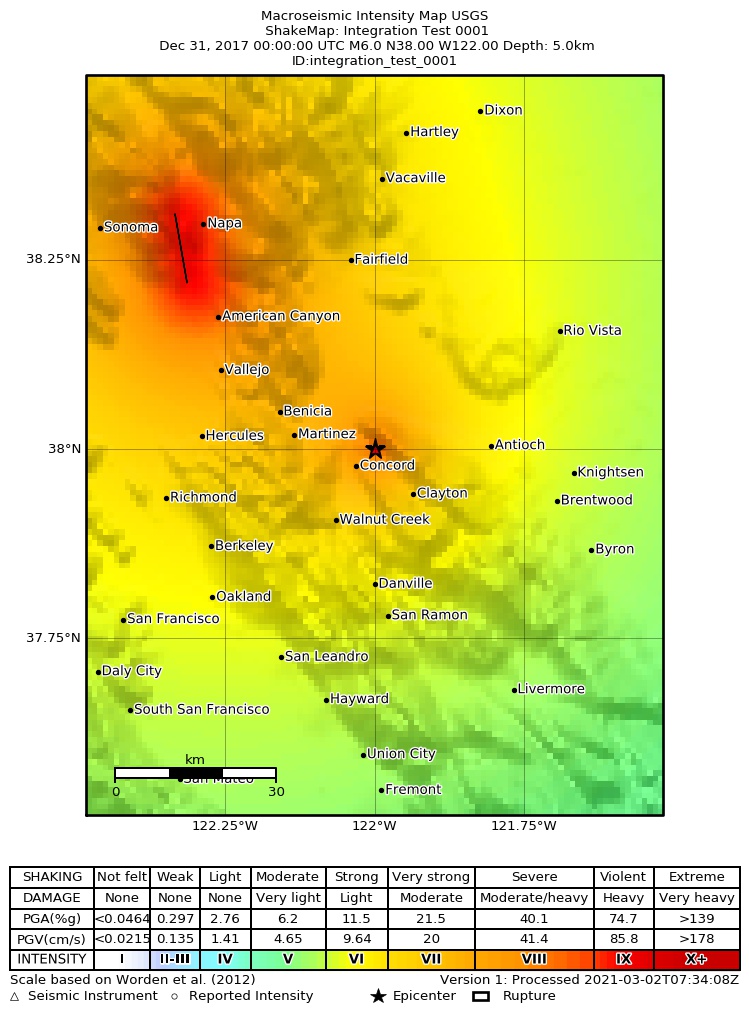 Macroseismic Intensity Map USGS
ShakeMap: Integration Test 0001
Dec 31, 2017 00:00:00 UTC M6.0 N38.00 W122.00 Depth: 5.0km
ID:integration_test_0001
Dixon
Hartley
Vacaville
Sonoma
Napa
38.25°N
Fairfield
American Canyon
Rio Vista
Vallejo
Benicia
Hercules
Martinez
38°N
Antioch
Concord
Knightsen
Richmond
Clayton
Brentwood
Walnut Creek
Berkeley
Byron
Danville
Oakland
San Francisco
San Ramon
37.75°N
San Leandro
Daly City
Livermore
South San Francisco
Hayward
Union City
km
San Mateo
0 30
Fremont
122.25°W 122°W 121.75°W
SHAKING Not felt Weak Light Moderate Strong Very strong Severe Violent Extreme
DAMAGE None None None Very light Light Moderate Moderate/heavy Heavy Very heavy
PGA(%g) <0.0464 0.297 2.76 6.2 11.5 21.5 40.1 74.7 >139
PGV(cm/s) <0.0215 0.135 1.41 4.65 9.64 20 41.4 85.8 >178
INTENSITY I II-III IV V VI VII VIII IX X+
Scale based on Worden et al. (2012) Version 1: Processed 2021-03-02T07:34:08Z
△ Seismic Instrument ○ Reported Intensity ★ Epicenter Rupture